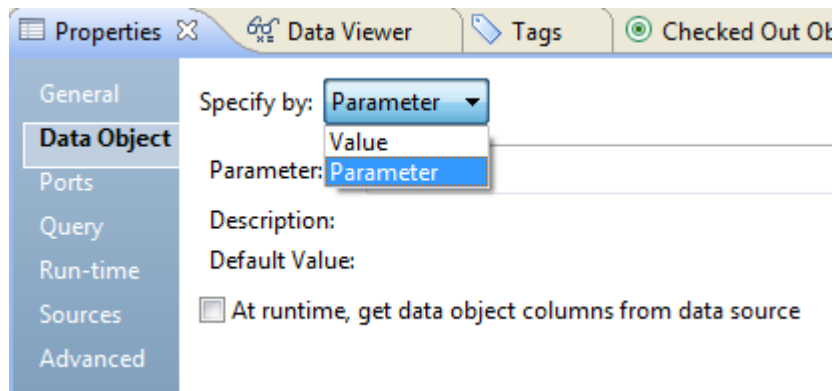 Properties Data Viewer Tags Checked Out Ob
General
Data Object
Ports
Query
Run-time
Sources
Advanced
Specify by: Parameter
Value
Parameter
Parameter:
Description:
Default Value:
At runtime, get data object columns from data source